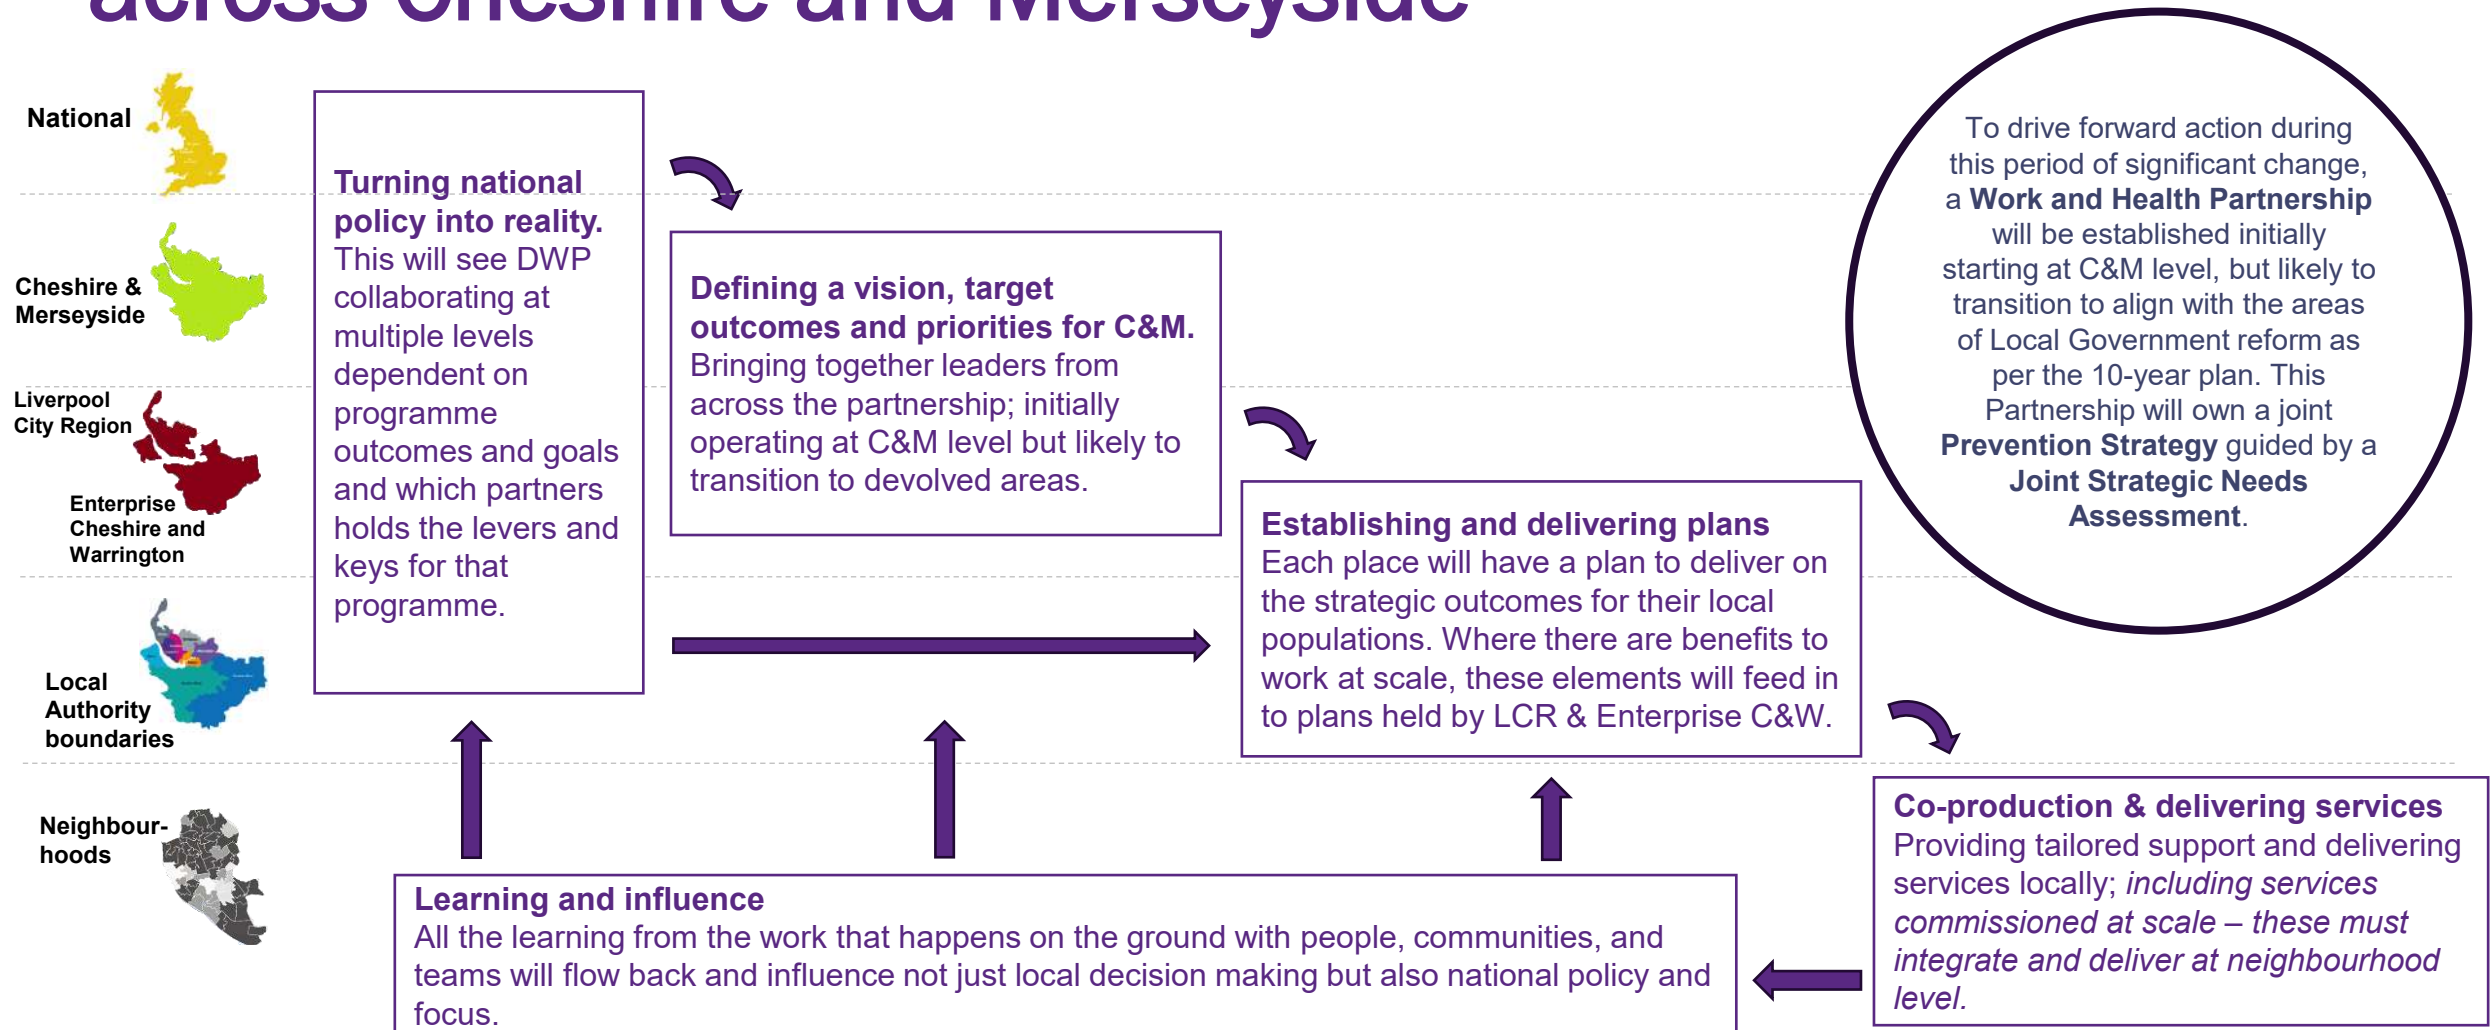 across Cheshire and Merseyside
National
Cheshire &
Merseyside
Liverpool
City Region
Enterprise
Cheshire and
Warrington
Local
Authority
boundaries
Neighbour-
hoods
Turning national
policy into reality.
This will see DWP
collaborating at
multiple levels
dependent on
programme
outcomes and goals
and which partners
holds the levers and
keys for that
programme.
Defining a vision, target
outcomes and priorities for C&M.
Bringing together leaders from
across the partnership; initially
operating at C&M level but likely to
transition to devolved areas.
Establishing and delivering plans
Each place will have a plan to deliver on
the strategic outcomes for their local
populations. Where there are benefits to
work at scale, these elements will feed in
to plans held by LCR & Enterprise C&W.
To drive forward action during
this period of significant change,
a Work and Health Partnership
will be established initially
starting at C&M level, but likely to
transition to align with the areas
of Local Government reform as
per the 10-year plan. This
Partnership will own a joint
Prevention Strategy guided by a
Joint Strategic Needs
Assessment.
Co-production & delivering services
Providing tailored support and delivering
services locally; including services
commissioned at scale – these must
integrate and deliver at neighbourhood
level.
Learning and influence
All the learning from the work that happens on the ground with people, communities, and
teams will flow back and influence not just local decision making but also national policy and
focus.